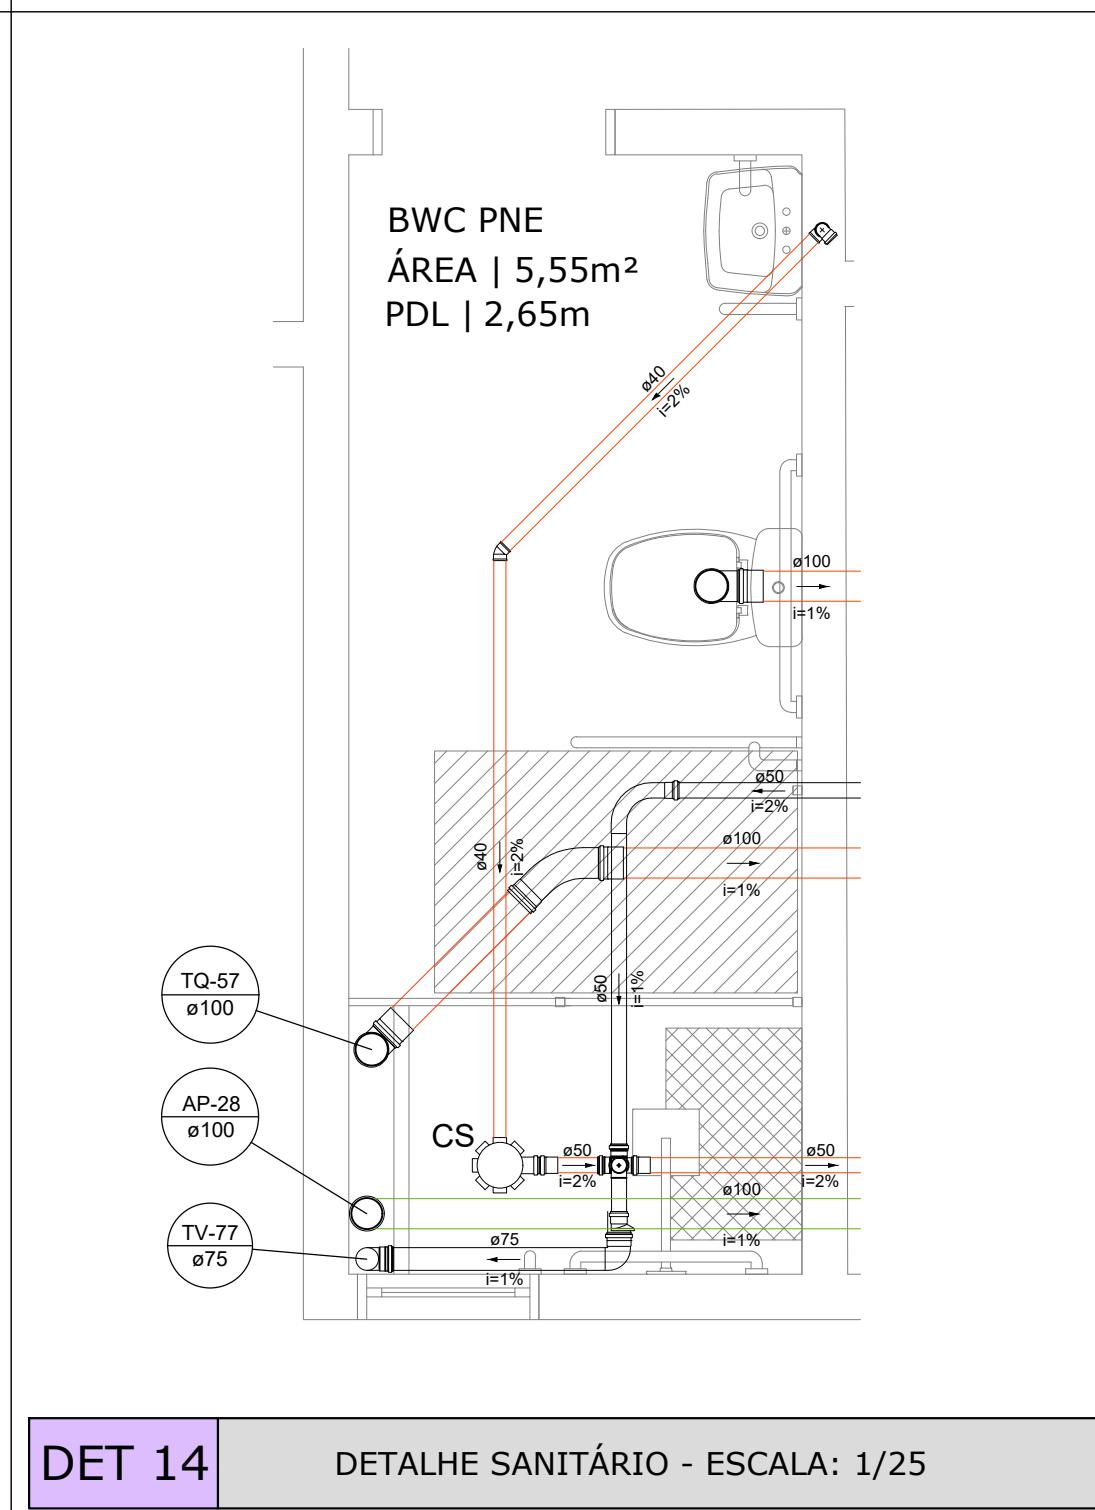 BWC PNE
ÁREA | 5,55m²
PDL | 2,65m
ø40
i=2%
ø100
i=1%
ø50
i=2%
ø100
i=1%
ø40
i=2%
ø50
i=1%
TQ-57
ø100
AP-28
ø100
CS
ø50
i=2%
ø50
i=2%
ø100
i=1%
TV-77
ø75
ø75
i=1%
DET 14
DETALHE SANITÁRIO - ESCALA: 1/25